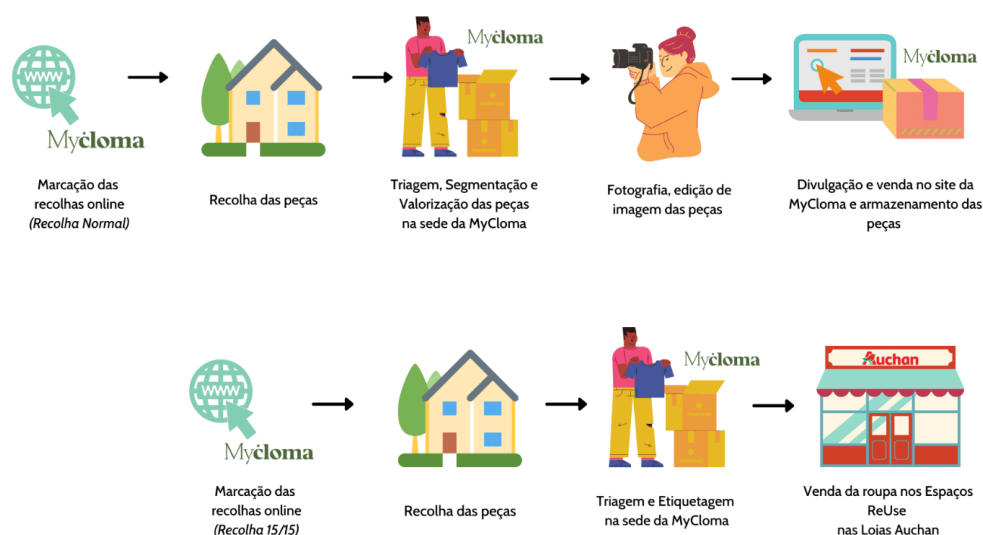 www
Mycloma
Mycloma
Mycloma
Marcação das
recolhas online
(Recolha Normal)
Recolha das peças
Triagem, Segmentação e
Valorização das peças
na sede da MyCloma
Fotografia, edição de
imagem das peças
Divulgação e venda no site da
MyCloma e armazenamento das
peças
www
Mycloma
Mycloma
Auchan
Marcação das
recolhas online
(Recolha 15/15)
Recolha das peças
Triagem e Etiquetagem
na sede da MyCloma
Venda da roupa nos Espaços
ReUse
nas Lojas Auchan